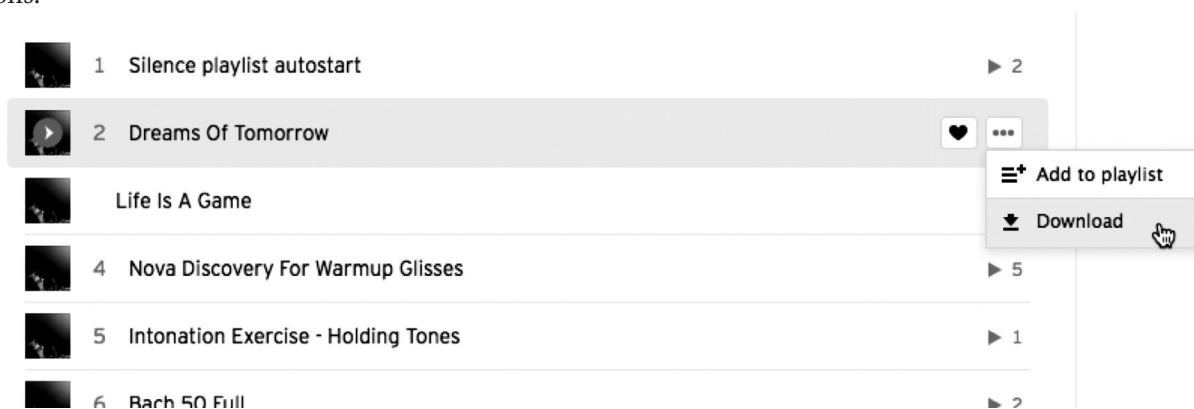 1 Silence playlist autostart 2
2 Dreams Of Tomorrow
Add to playlist
Life Is A Game
Download
4 Nova Discovery For Warmup Glisses 5
5 Intonation Exercise - Holding Tones 1
6 Bach 50 Full 2